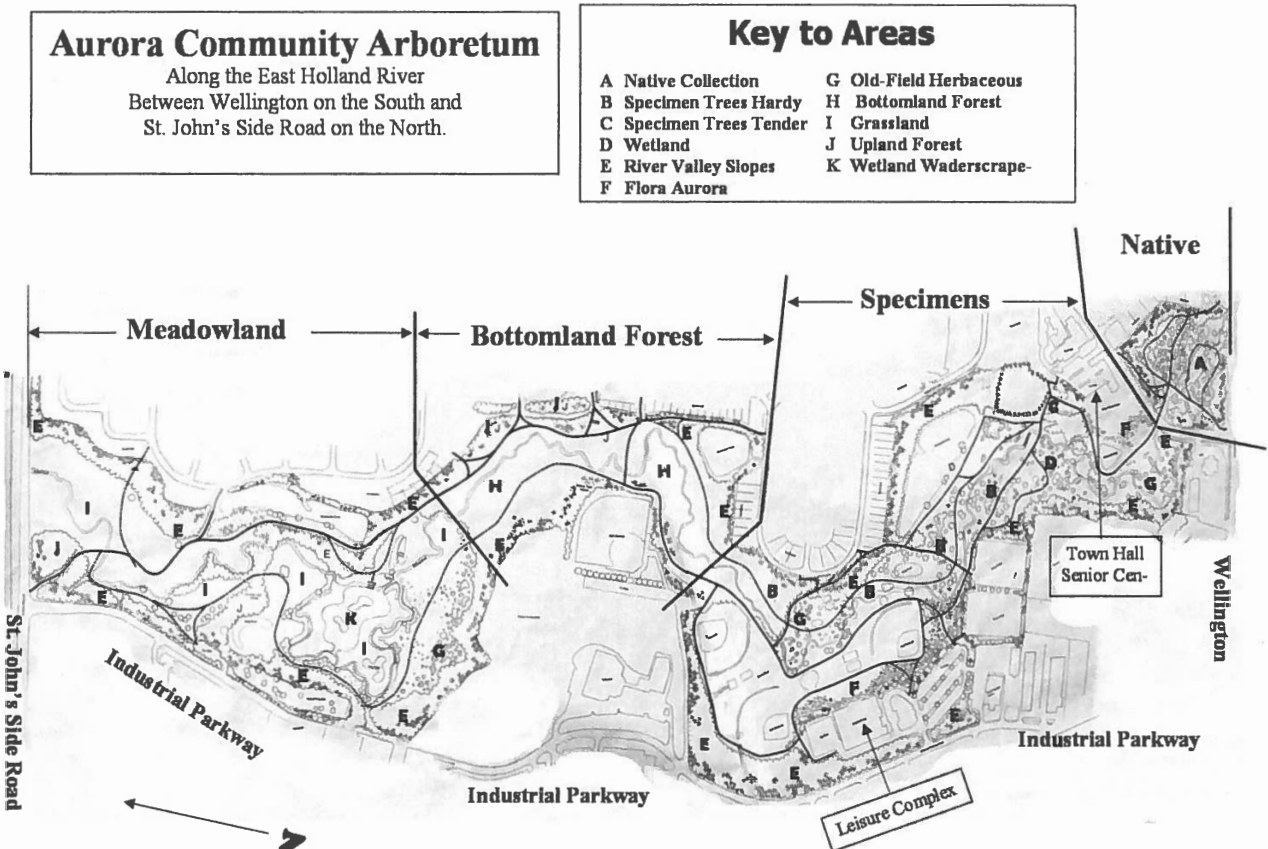 Aurora Community Arboretum
Along the East Holland River
Between Wellington on the South and
St. John's Side Road on the North.
Key to Areas
A Native Collection
B Specimen Trees Hardy
C Specimen Trees Tender
D Wetland
E River Valley Slopes
F Flora Aurora
G Old-Field Herbaceous
H Bottomland Forest
I Grassland
J Upland Forest
K Wetland Waderscrape-
Native
Specimens
Meadowland
Bottomland Forest
A
J
E
E
G
E
I
E
F
E
H
H
D
E
B
G
E
I
E
I
E
E
E
J
E
I
I
E
B
B
E
K
G
I
G
E
F
E
E
E
E
Town Hall
Senior Cen-
Wellington
St. John's Side Road
Industrial Parkway
Industrial Parkway
Industrial Parkway
Leisure Complex
N